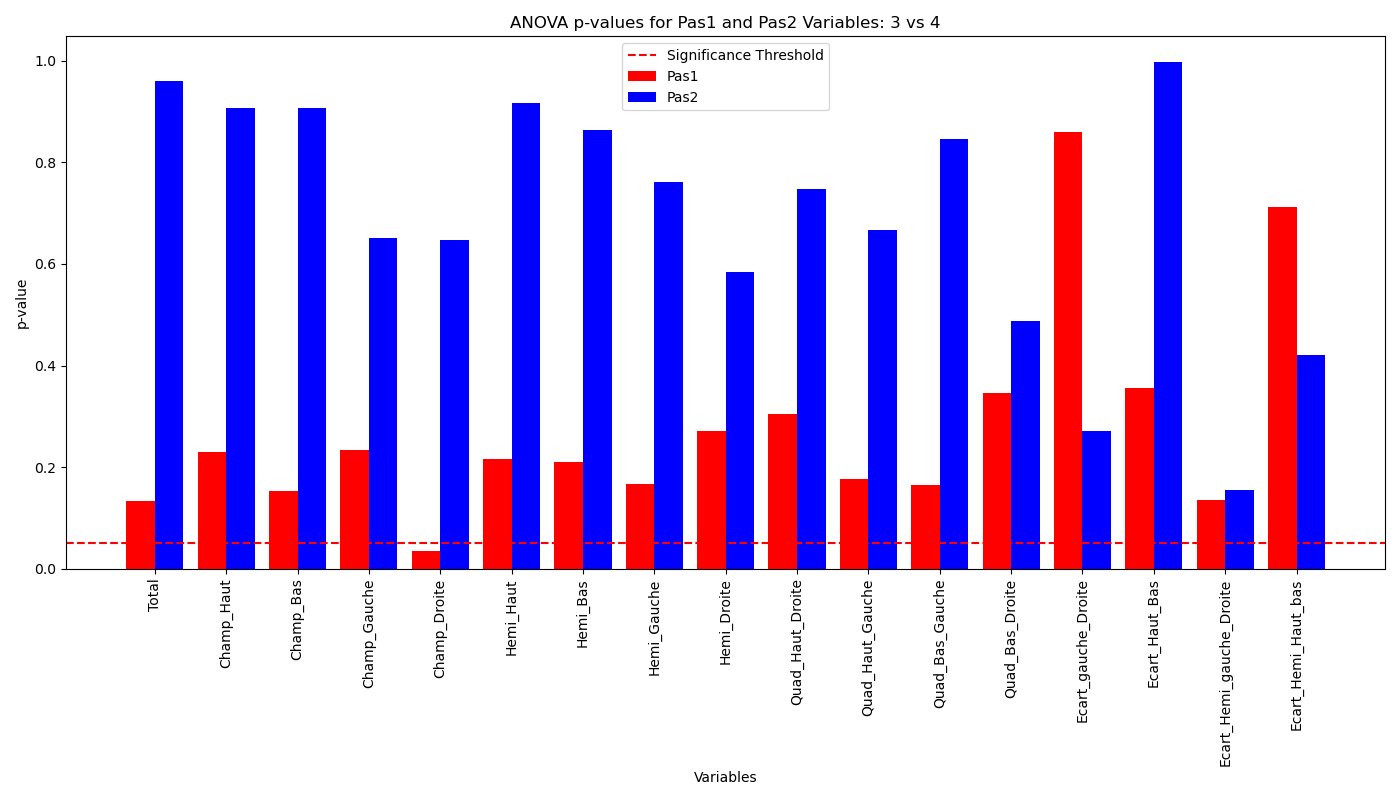 ANOVA p-values for Pas1 and Pas2 Variables: 3 vs 4
Significance Threshold
Pas1
Pas2
p-value
1.0
0.8
0.6
0.4
0.2
0.0
Total
Champ_Haut
Champ_Bas
Champ_Gauche
Champ_Droite
Hemi_Haut
Hemi_Bas
Hemi_Gauche
Hemi_Droite
Quad_Haut_Droite
Quad_Haut_Gauche
Quad_Bas_Gauche
Quad_Bas_Droite
Ecart_gauche_Droite
Ecart_Haut_Bas
Ecart_Hemi_gauche_Droite
Ecart_Hemi_Haut_bas
Variables